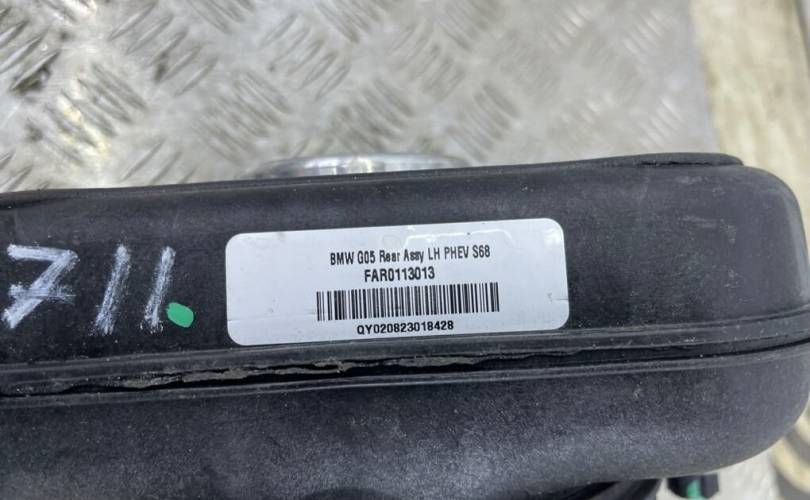 711.
BMW G05 Rear Assy LH PHEV S68
FAR0113013
QY020823018428